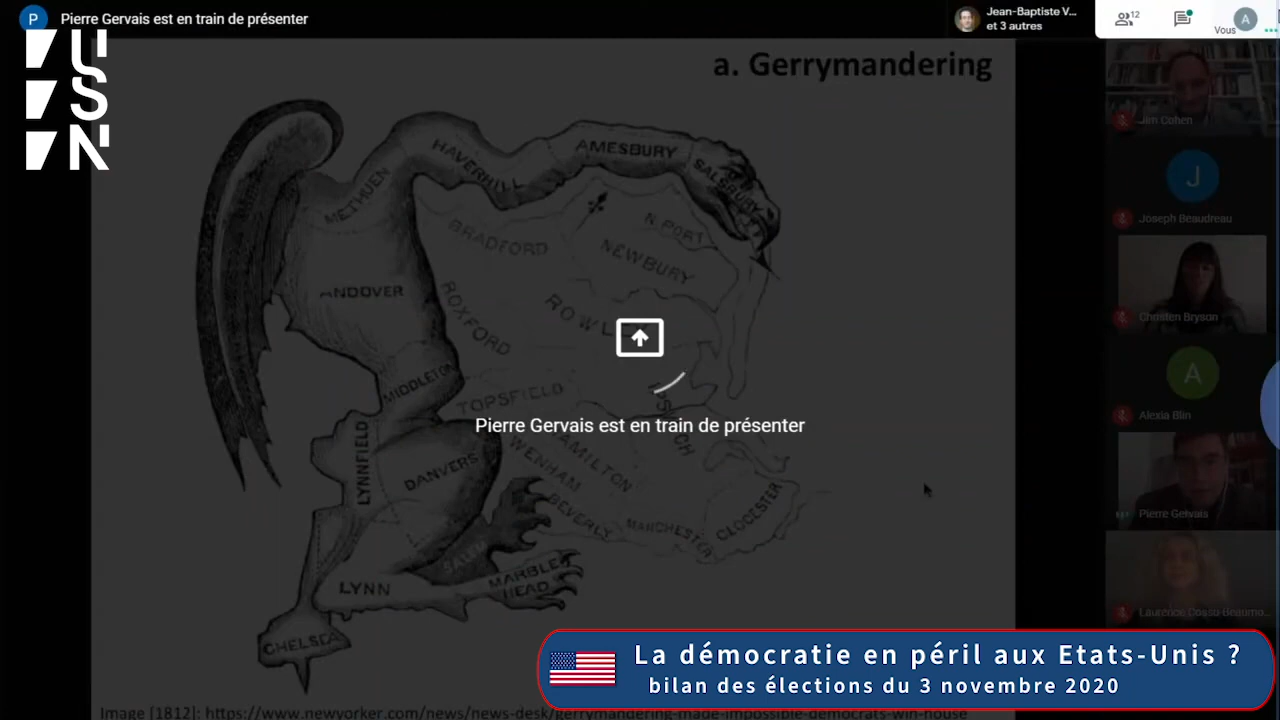 P
Pierre Gervais est en train de présenter
Jean-Baptiste V...
et 3 autres
12
Vous
A
USN
a. Gerrymandering
METHUEN
HAVERHILL
AMESBURY
SALSBURY
BRADFORD
N.PORT
NEWBURY
ANDOVER
ROXFORD
MIDDLETON
TOPSFIELD
LYNNFIELD
DANVERS
WENHAM
HAMILTON
BEVERLY
MANCHESTER
GLOCESTER
SALEM
LYNN
MARBLE
HEAD
CHELSEA
Pierre Gervais est en train de présenter
Jim Cohen
J
Joseph Beaudreau
Christen Bryson
A
Alexia Blin
Pierre Gervais
La démocratie en péril aux Etats-Unis ?
bilan des élections du 3 novembre 2020
Image [1812]: https://www.newyorker.com/news/news-desk/gerrymandering-made-impossible-democrats-win-house